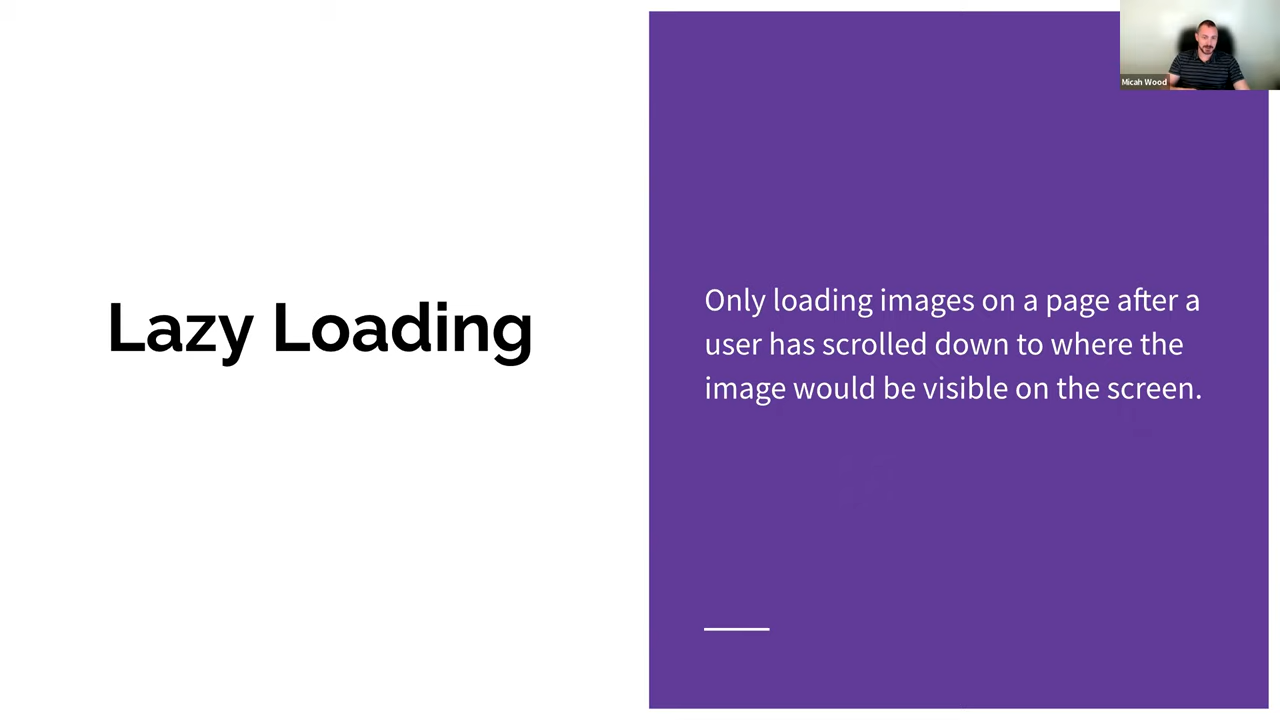 Micah Wood
Lazy Loading
Only loading images on a page after a
user has scrolled down to where the
image would be visible on the screen.